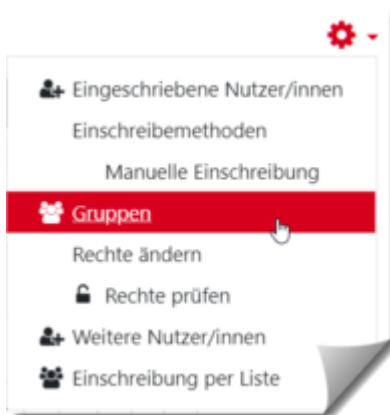 Eingeschriebene Nutzer/innen
Einschreibemethoden
Manuelle Einschreibung
Gruppen
Rechte ändern
Rechte prüfen
Weitere Nutzer/innen
Einschreibung per Liste